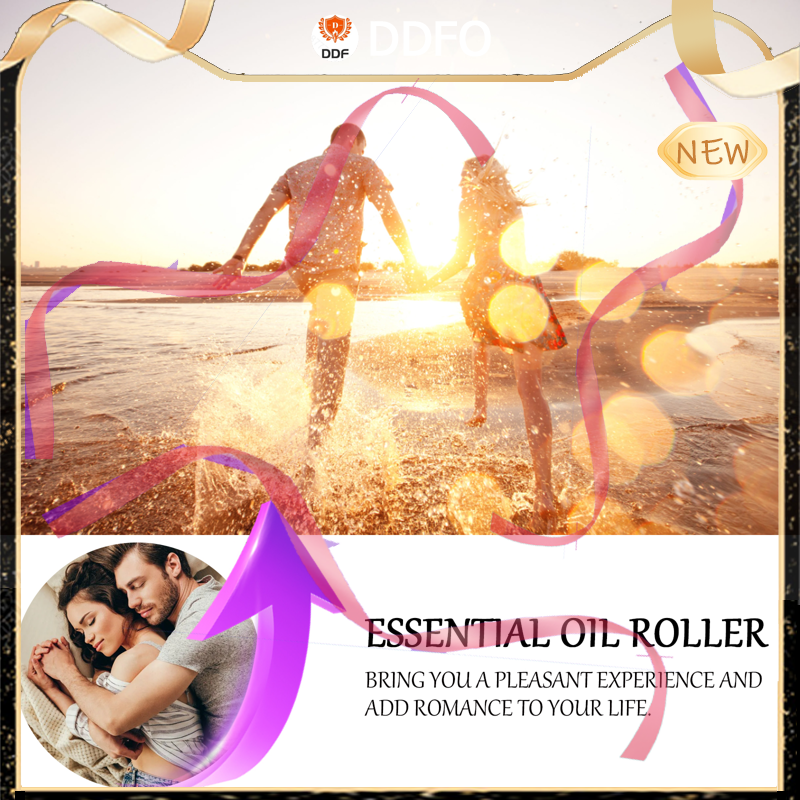 DDF
DDFO
NEW
ESSENTIAL OIL ROLLER
BRING YOU A PLEASANT EXPERIENCE AND
ADD ROMANCE TO YOUR LIFE.